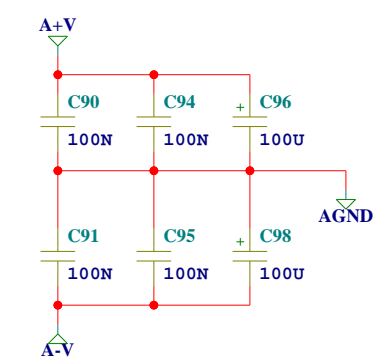 A+V
C90 C94 + C96
100N 100N 100U
AGND
C91 C95 + C98
100N 100N 100U
A-V